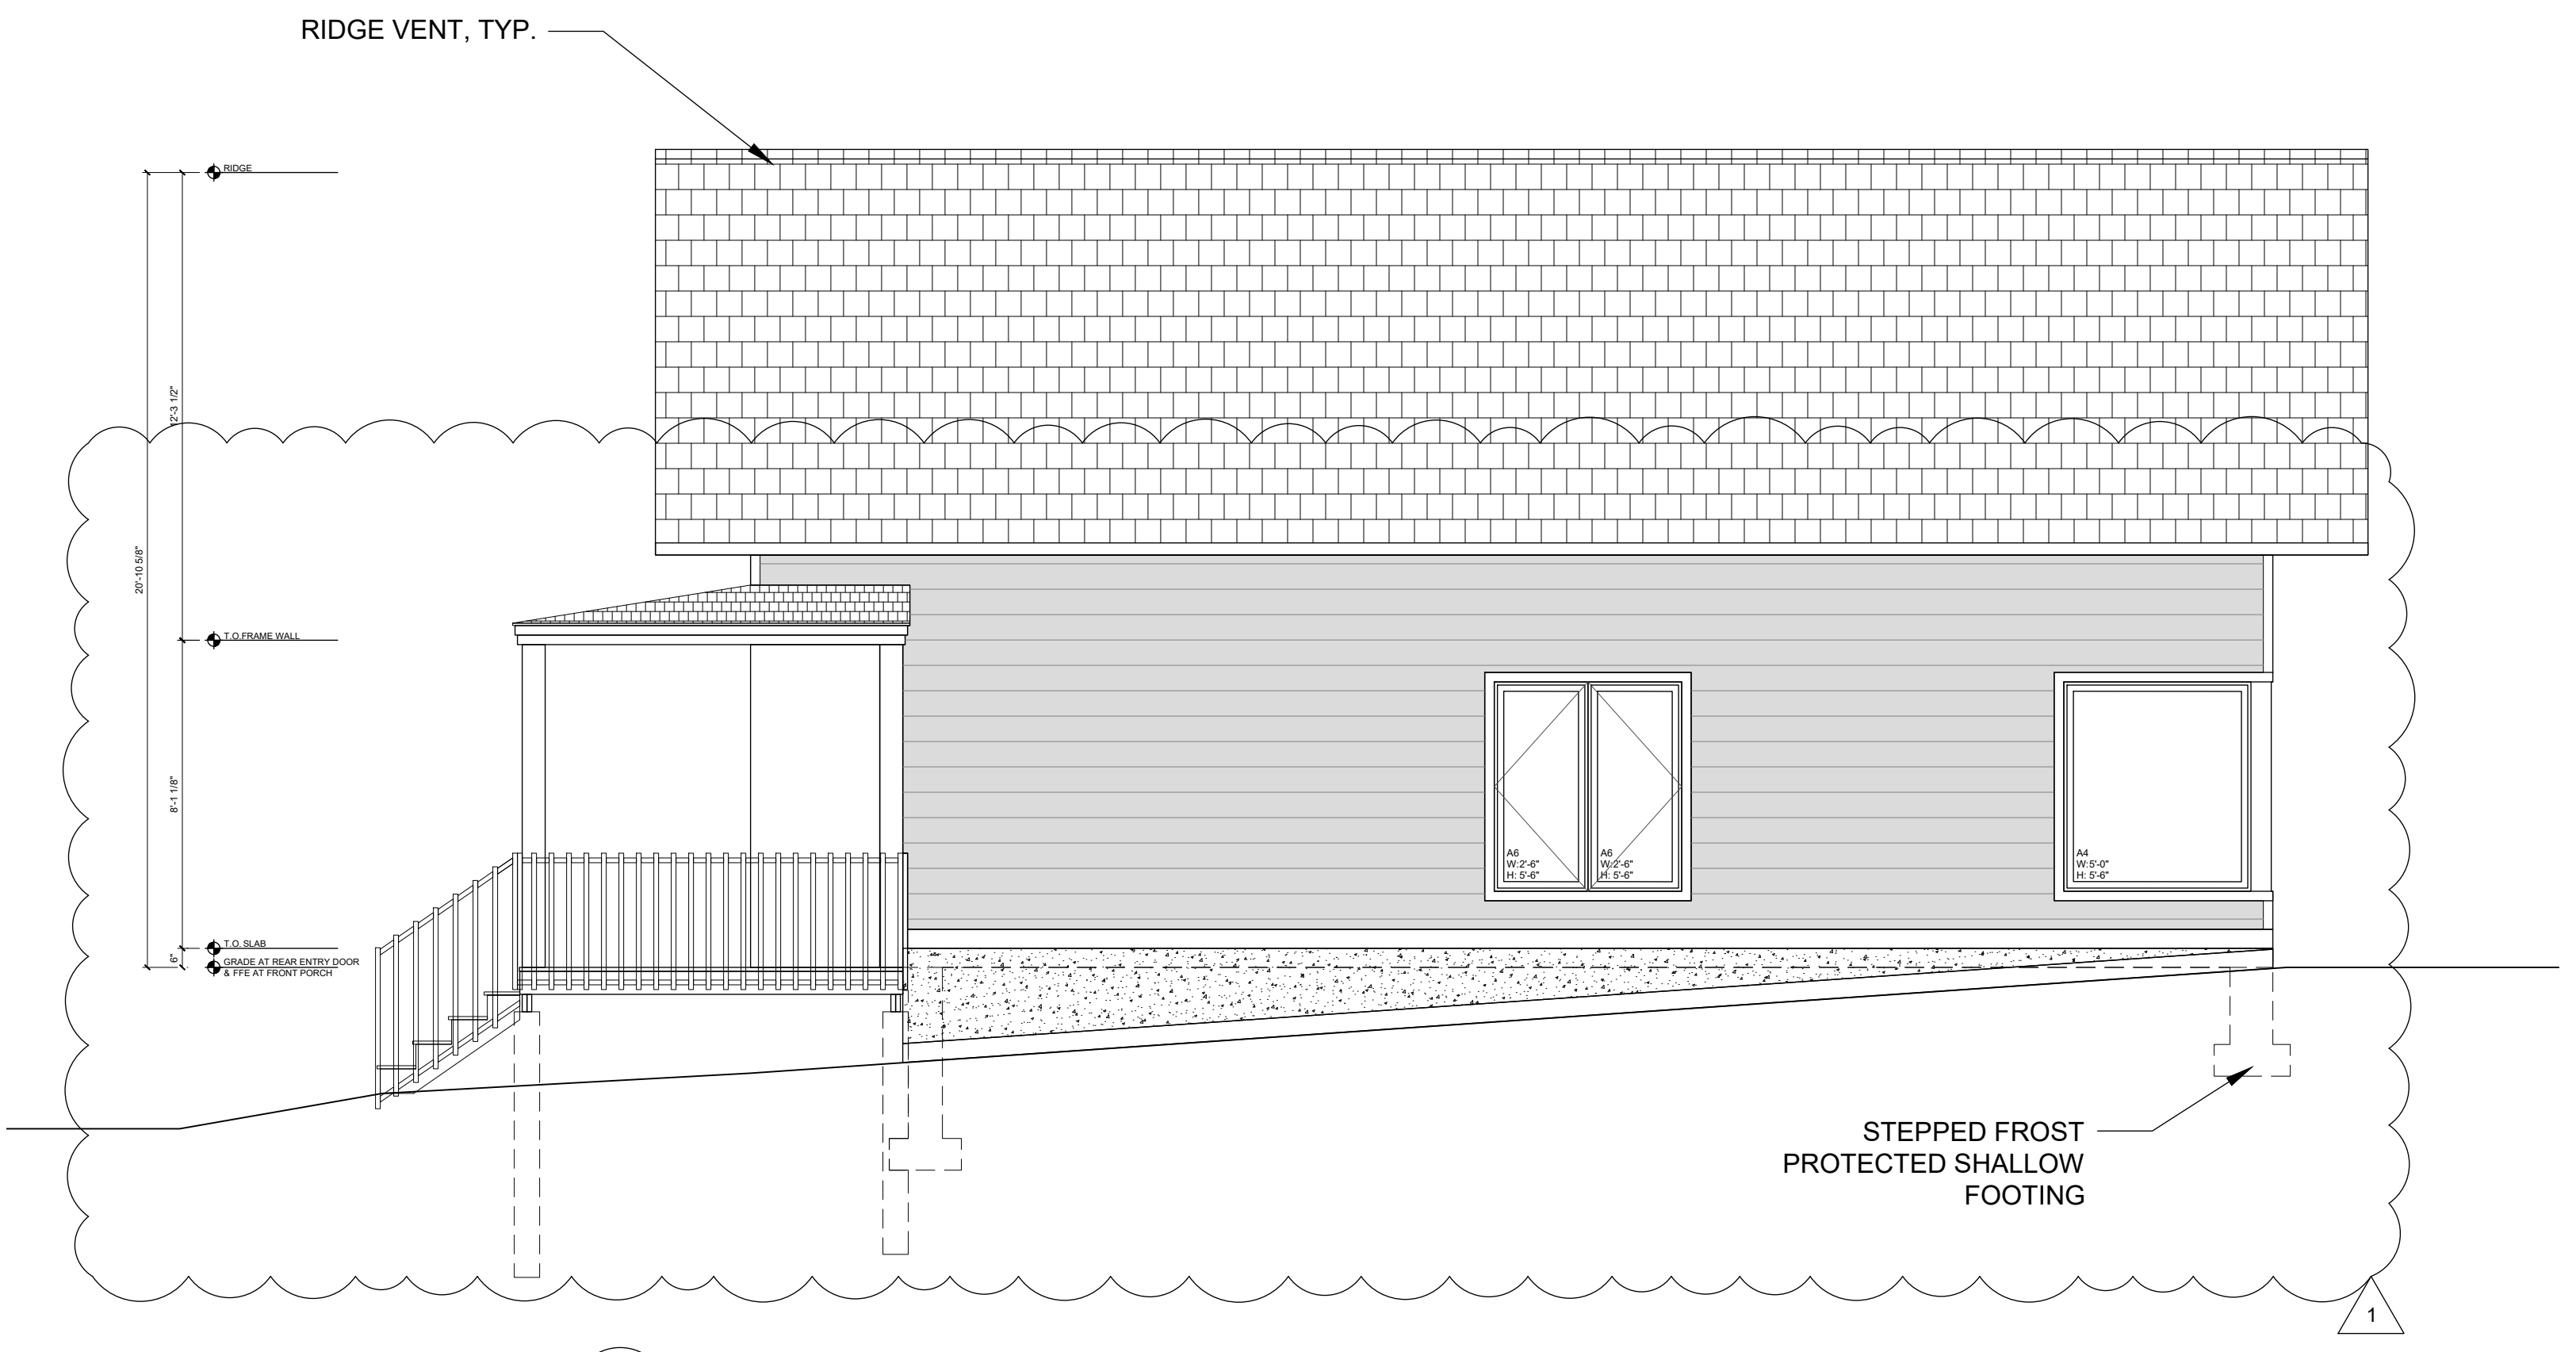 RIDGE VENT, TYP.
RIDGE
12'-3 1/2"
20'-10 5/8"
T.O.FRAME WALL
8'-1 1/8"
A6
W:2'-6"
H: 5'-6"
A6
W:2'-6"
H: 5'-6"
A4
W:5'-0"
H: 5'-6"
T.O. SLAB
6"
GRADE AT REAR ENTRY DOOR
& FFE AT FRONT PORCH
STEPPED FROST
PROTECTED SHALLOW
FOOTING
1